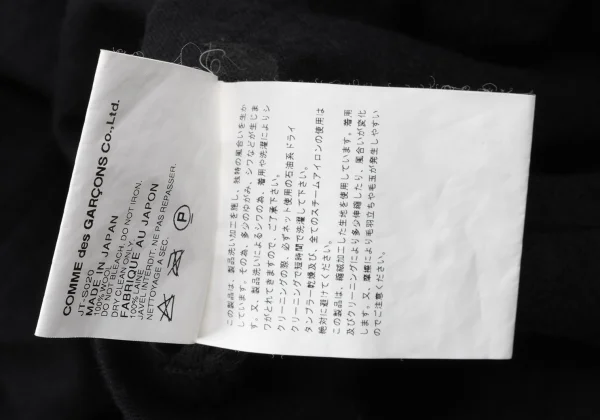 COMME des GARÇONS Co.,Ltd.
JT-S020
MADE IN JAPAN
100% WOOL
DO NOT BLEACH, DO NOT IRON.
DRY CLEAN ONLY.
FABRIQUE AU JAPON
100% LAINE
JAVEL INTERDIT, NE PAS REPASSER.
NETTOYAGE A SEC.
P
この製品は、製品洗い加工を施し、独特の風合いを生か
しています。その為、多少のゆがみ、シワなどが生じま
す。又、製品洗いによるシワの為、着用や洗濯によりシ
ワがとれてきますので、ご了承下さい。
クリーニングの際、必ずネット使用の石油系ドライ
クリーニングで短時間で洗濯して下さい。
タンブラー乾燥及び、全てのスチームアイロンの使用は
絶対に避けてください。
この製品は、縮絨加工した生地を使用しています。着用
及びクリーニングにより多少伸縮したり、風合いが変化
します。又、摩擦により毛羽立ちや毛玉が発生しやすい
のでご注意ください。